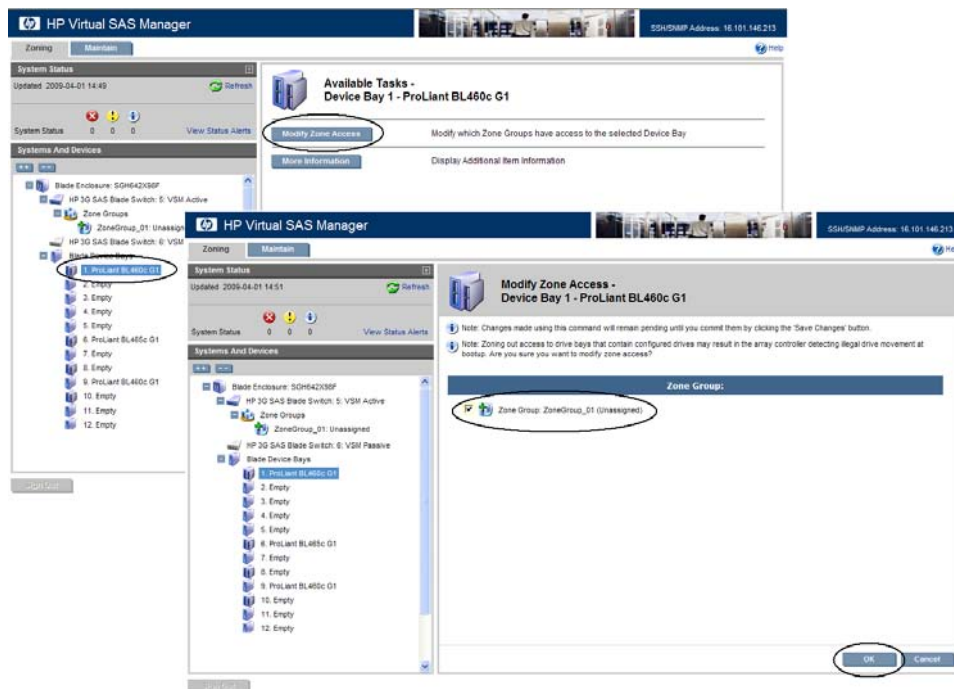 HP Virtual SAS Manager
SSH/SNMP Address: 16.101.146.213
Zoning
Maintain
Help
System Status
Updated 2009-04-01 14:49
Refresh
System Status 0 0 0 View Status Alerts
Systems And Devices
Blade Enclosure: SGH642X98F
HP 3G SAS Blade Switch: 5: VSM Active
Zone Groups
ZoneGroup_01: Unassign
HP 3G SAS Blade Switch: 6: VSM
Blade Device Bays
1. ProLiant BL460c G1
2. Empty
3. Empty
4. Empty
5. Empty
6. ProLiant BL465c G1
7. Empty
8. Empty
9. ProLiant BL460c G1
10. Empty
11. Empty
12. Empty
Sign Out
Available Tasks -
Device Bay 1 - ProLiant BL460c G1
Modify Zone Access
Modify which Zone Groups have access to the selected Device Bay
More Information
Display Additional Item Information
HP Virtual SAS Manager
SSH/SNMP Address: 16.101.146.213
Zoning
Maintain
He
System Status
Updated 2009-04-01 14:51
Refresh
System Status 0 0 0 View Status Alerts
Systems And Devices
Blade Enclosure: SGH642X98F
HP 3G SAS Blade Switch: 5: VSM Active
Zone Groups
ZoneGroup_01: Unassigned
HP 3G SAS Blade Switch: 6: VSM Passive
Blade Device Bays
1. ProLiant BL460c G1
2. Empty
3. Empty
4. Empty
5. Empty
6. ProLiant BL465c G1
7. Empty
8. Empty
9. ProLiant BL460c G1
10. Empty
11. Empty
12. Empty
Modify Zone Access -
Device Bay 1 - ProLiant BL460c G1
Note: Changes made using this command will remain pending until you commit them by clicking the 'Save Changes' button.
Note: Zoning out access to drive bays that contain configured drives may result in the array controller detecting illegal drive movement at
bootup. Are you sure you want to modify zone access?
Zone Group:
Zone Group: ZoneGroup_01 (Unassigned)
OK
Cancel